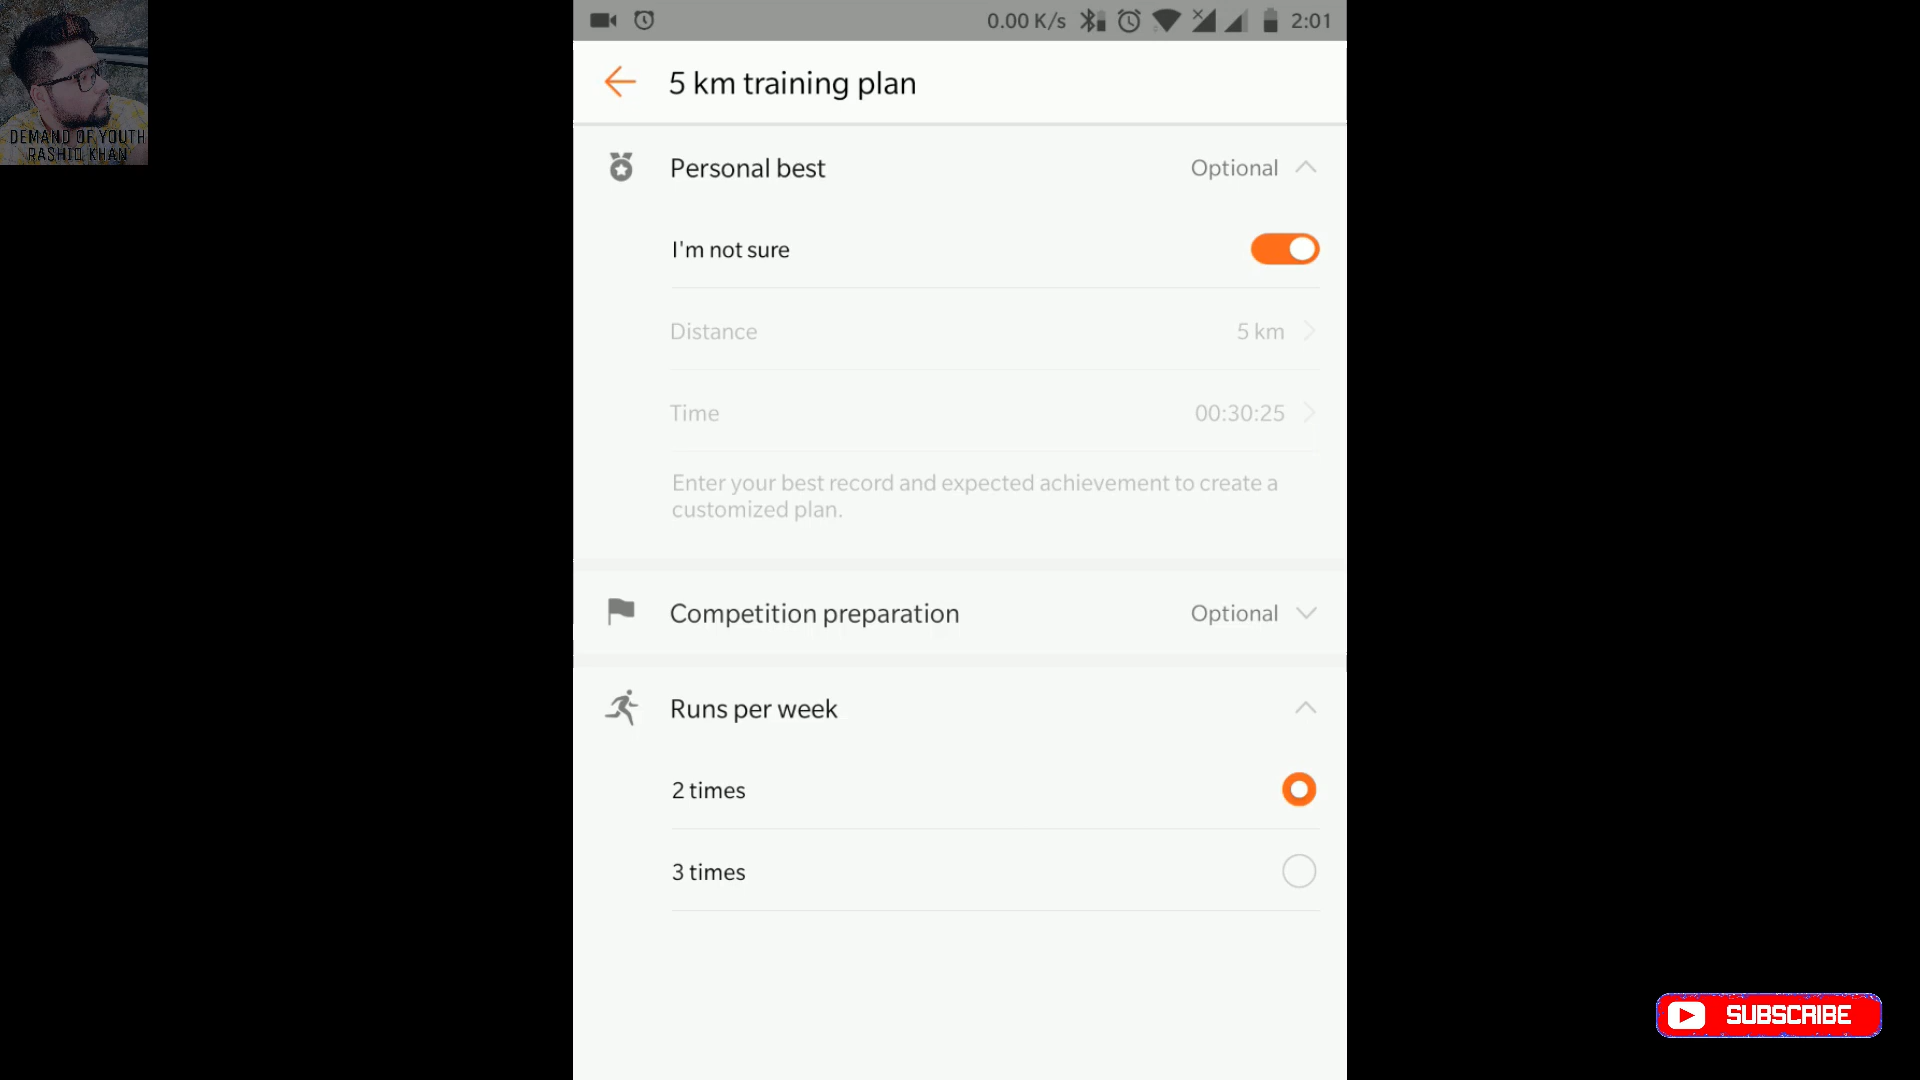 DEMAND OF YOUTH
RASHID KHAN
0.00 K/s
2:01
5 km training plan
Personal best
Optional
I'm not sure
Distance
5 km
Time
00:30:25
Enter your best record and expected achievement to create a
customized plan.
Competition preparation
Optional
Runs per week
2 times
3 times
SUBSCRIBE